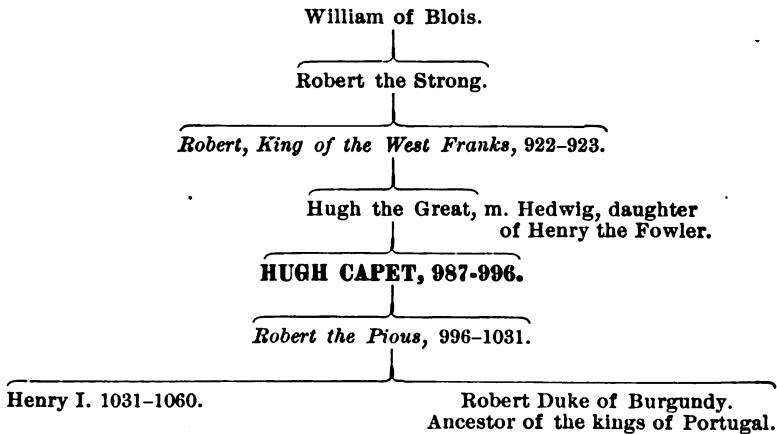 William of Blois.
Robert the Strong.
Robert, King of the West Franks, 922–923.
Hugh the Great, m. Hedwig, daughter
of Henry the Fowler.
HUGH CAPET, 987-996.
Robert the Pious, 996–1031.
Henry I. 1031–1060.
Robert Duke of Burgundy.
Ancestor of the kings of Portugal.